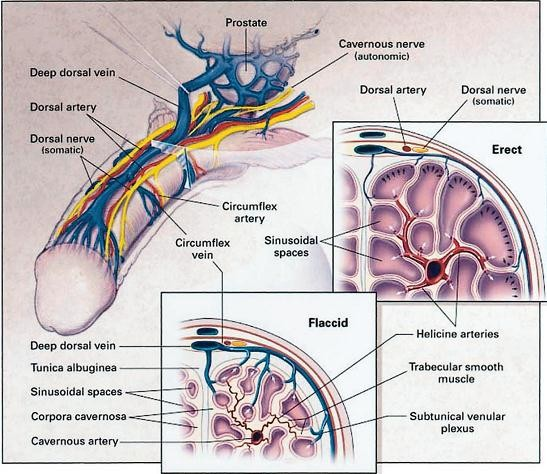 Prostate
Cavernous nerve
(autonomic)
Deep dorsal vein
Dorsal artery
Dorsal nerve
(somatic)
Dorsal artery
Dorsal nerve
(somatic)
Erect
Circumflex
artery
Circumflex
vein
Sinusoidal
spaces
Flaccid
Deep dorsal vein
Tunica albuginea
Sinusoidal spaces
Corpora cavernosa
Cavernous artery
Helicine arteries
Trabecular smooth
muscle
Subtunical venular
plexus